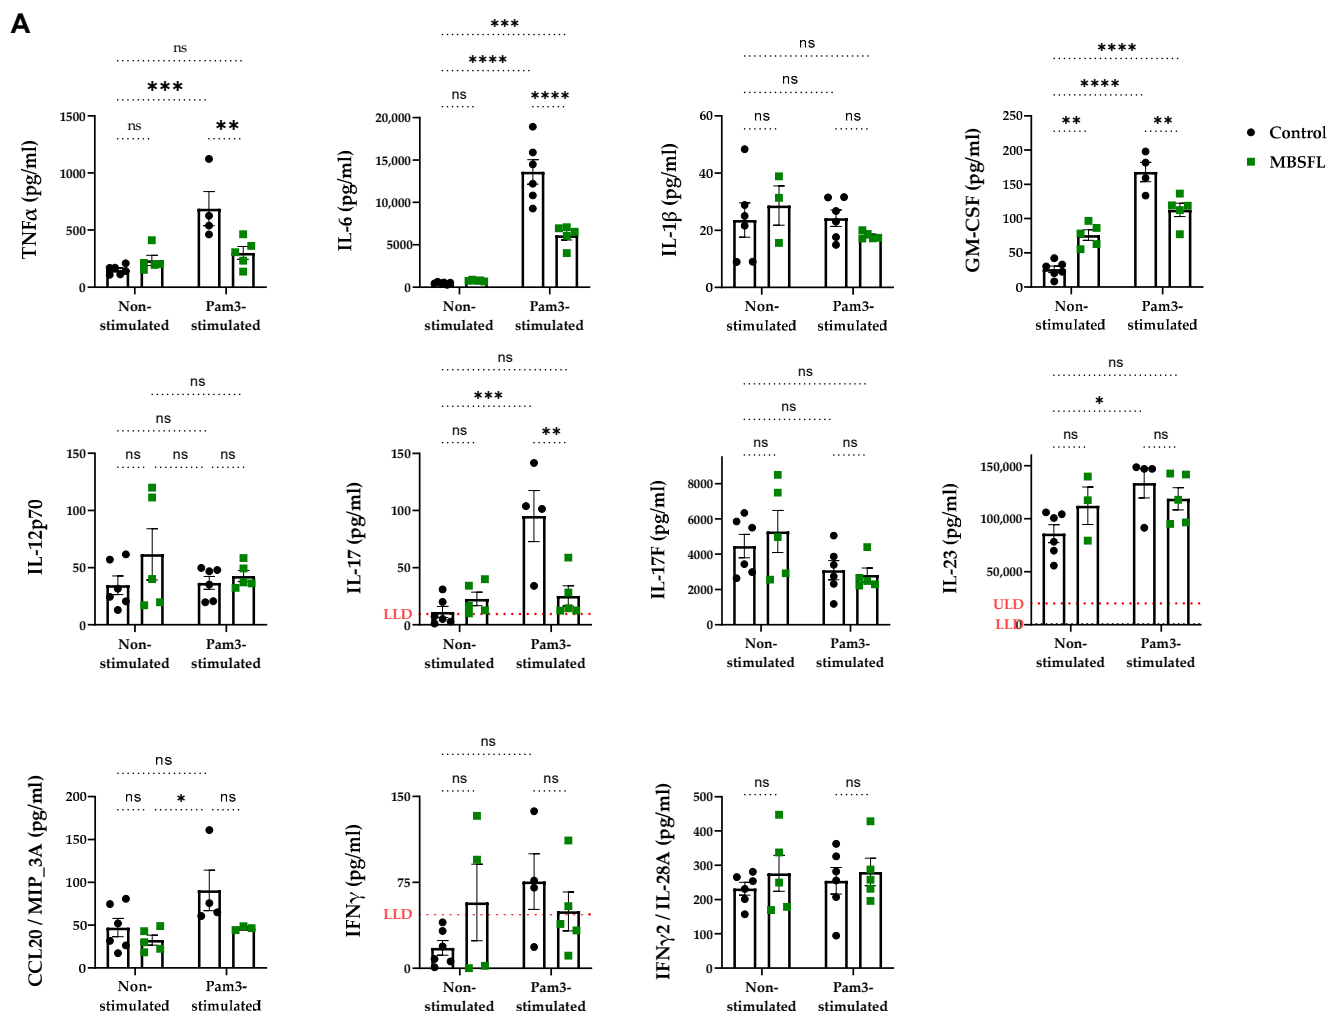 A
ns
***
ns
**
TNFα (pg/ml)
1500
1000
500
0
Non-stimulated
Pam3-stimulated
***
****
ns
****
IL-6 (pg/ml)
20,000
15,000
10,000
5000
0
Non-stimulated
Pam3-stimulated
ns
ns
ns
ns
IL-1β (pg/ml)
60
40
20
0
Non-stimulated
Pam3-stimulated
****
****
**
**
GM-CSF (pg/ml)
250
200
150
100
50
0
Non-stimulated
Pam3-stimulated
Control
MBSFL
ns
ns
ns
ns
ns
IL-12p70
150
100
50
0
Non-stimulated
Pam3-stimulated
ns
***
ns
**
IL-17 (pg/ml)
150
100
50
0
LLD
Non-stimulated
Pam3-stimulated
ns
ns
ns
ns
IL-17F (pg/ml)
8000
6000
4000
2000
0
Non-stimulated
Pam3-stimulated
ns
*
ns
ns
IL-23 (pg/ml)
150,000
100,000
50,000
0
ULD
LLD
Non-stimulated
Pam3-stimulated
ns
ns
*
ns
CCL20 / MIP_3A (pg/ml)
200
150
100
50
0
Non-stimulated
Pam3-stimulated
ns
ns
ns
IFNγ (pg/ml)
150
75
0
LLD
Non-stimulated
Pam3-stimulated
ns
ns
IFNγ2 / IL-28A (pg/ml)
500
400
300
200
100
0
Non-stimulated
Pam3-stimulated